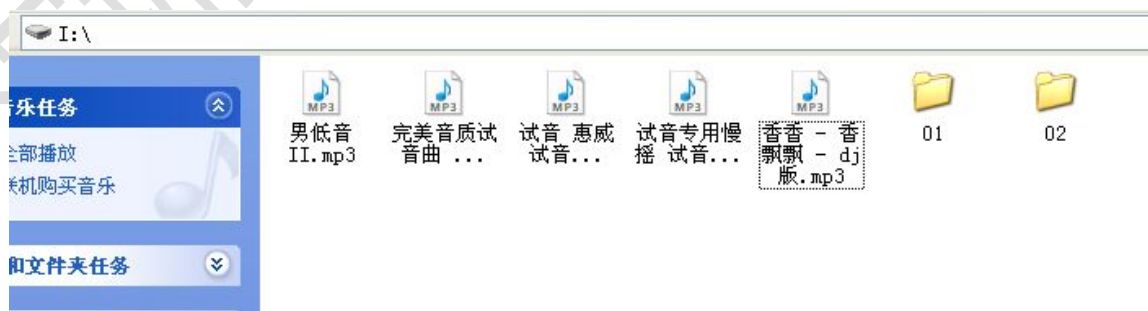 I:\
音乐任务
全部播放
联机购买音乐
和文件夹任务
MP3
MP3
MP3
MP3
MP3
男低音
II.mp3
完美音质试
音曲 ...
试音 惠威
试音...
试音专用慢
摇 试音...
香香 - 香
飘飘 - dj
版.mp3
01
02